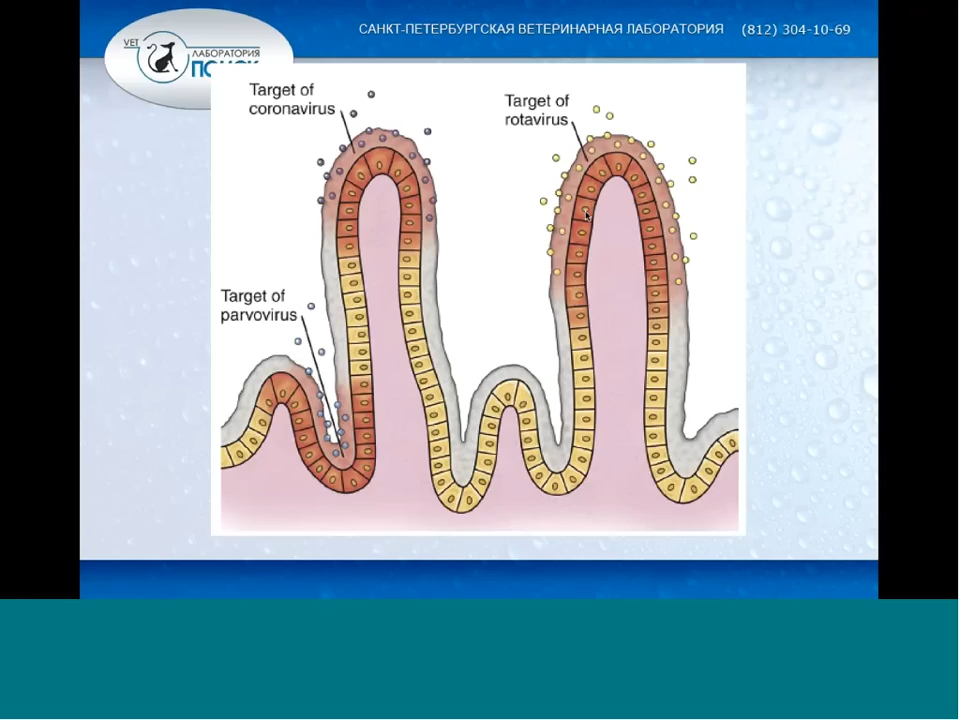 САНКТ-ПЕТЕРБУРГСКАЯ ВЕТЕРИНАРНАЯ ЛАБОРАТОРИЯ (812) 304-10-69
VET
ЛАБОРАТОРИЯ
ПОИСК
Target of
coronavirus
Target of
rotavirus
Target of
parvovirus